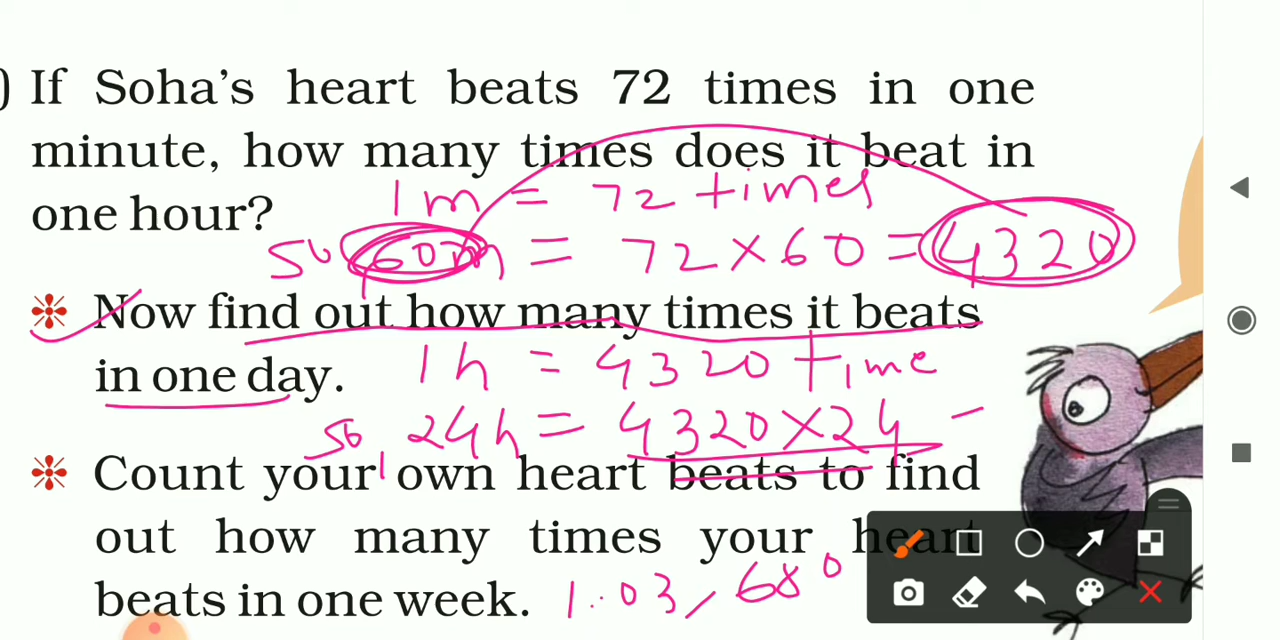 ) If Soha's heart beats 72 times in one
minute, how many times does it beat in
1 m = 72 times
one hour?
so, 60m = 72 × 60 = 4320
Now find out how many times it beats
in one day.
1 h = 4320 time
so, 24h = 4320 × 24 =
Count your own heart beats to find
out how many times your heart
beats in one week.
1.03,680